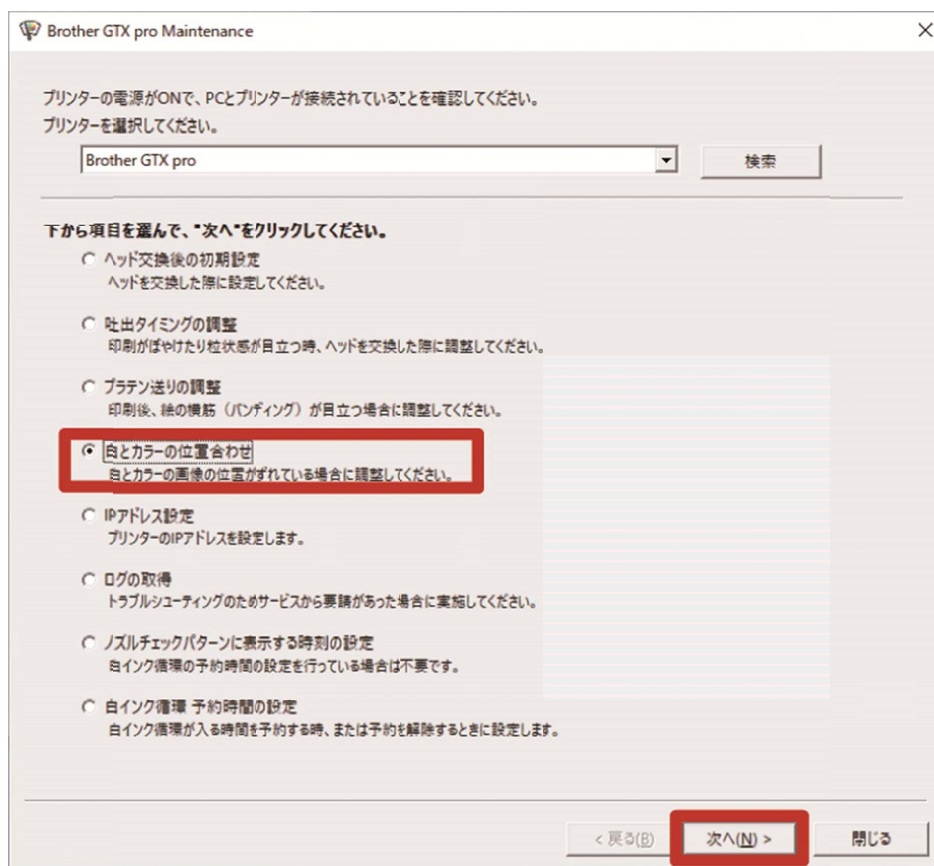 Brother GTX pro Maintenance
プリンターの電源がONで、PCとプリンターが接続されていることを確認してください。
プリンターを選択してください。
Brother GTX pro
検索
下から項目を選んで、"次へ"をクリックしてください。
ヘッド交換後の初期設定
ヘッドを交換した際に設定してください。
吐出タイミングの調整
印刷がぼやけたり粒状感が目立つ時、ヘッドを交換した際に調整してください。
プラテン送りの調整
印刷後、絵の横筋（バンディング）が目立つ場合に調整してください。
白とカラーの位置合わせ
白とカラーの画像の位置がずれている場合に調整してください。
IPアドレス設定
プリンターのIPアドレスを設定します。
ログの取得
トラブルシューティングのためサービスから要請があった場合に実施してください。
ノズルチェックパターンに表示する時刻の設定
白インク循環の予約時間の設定を行っている場合は不要です。
白インク循環 予約時間の設定
白インク循環が入る時間を予約する時、または予約を解除するときに設定します。
< 戻る(B)
次へ(N) >
閉じる